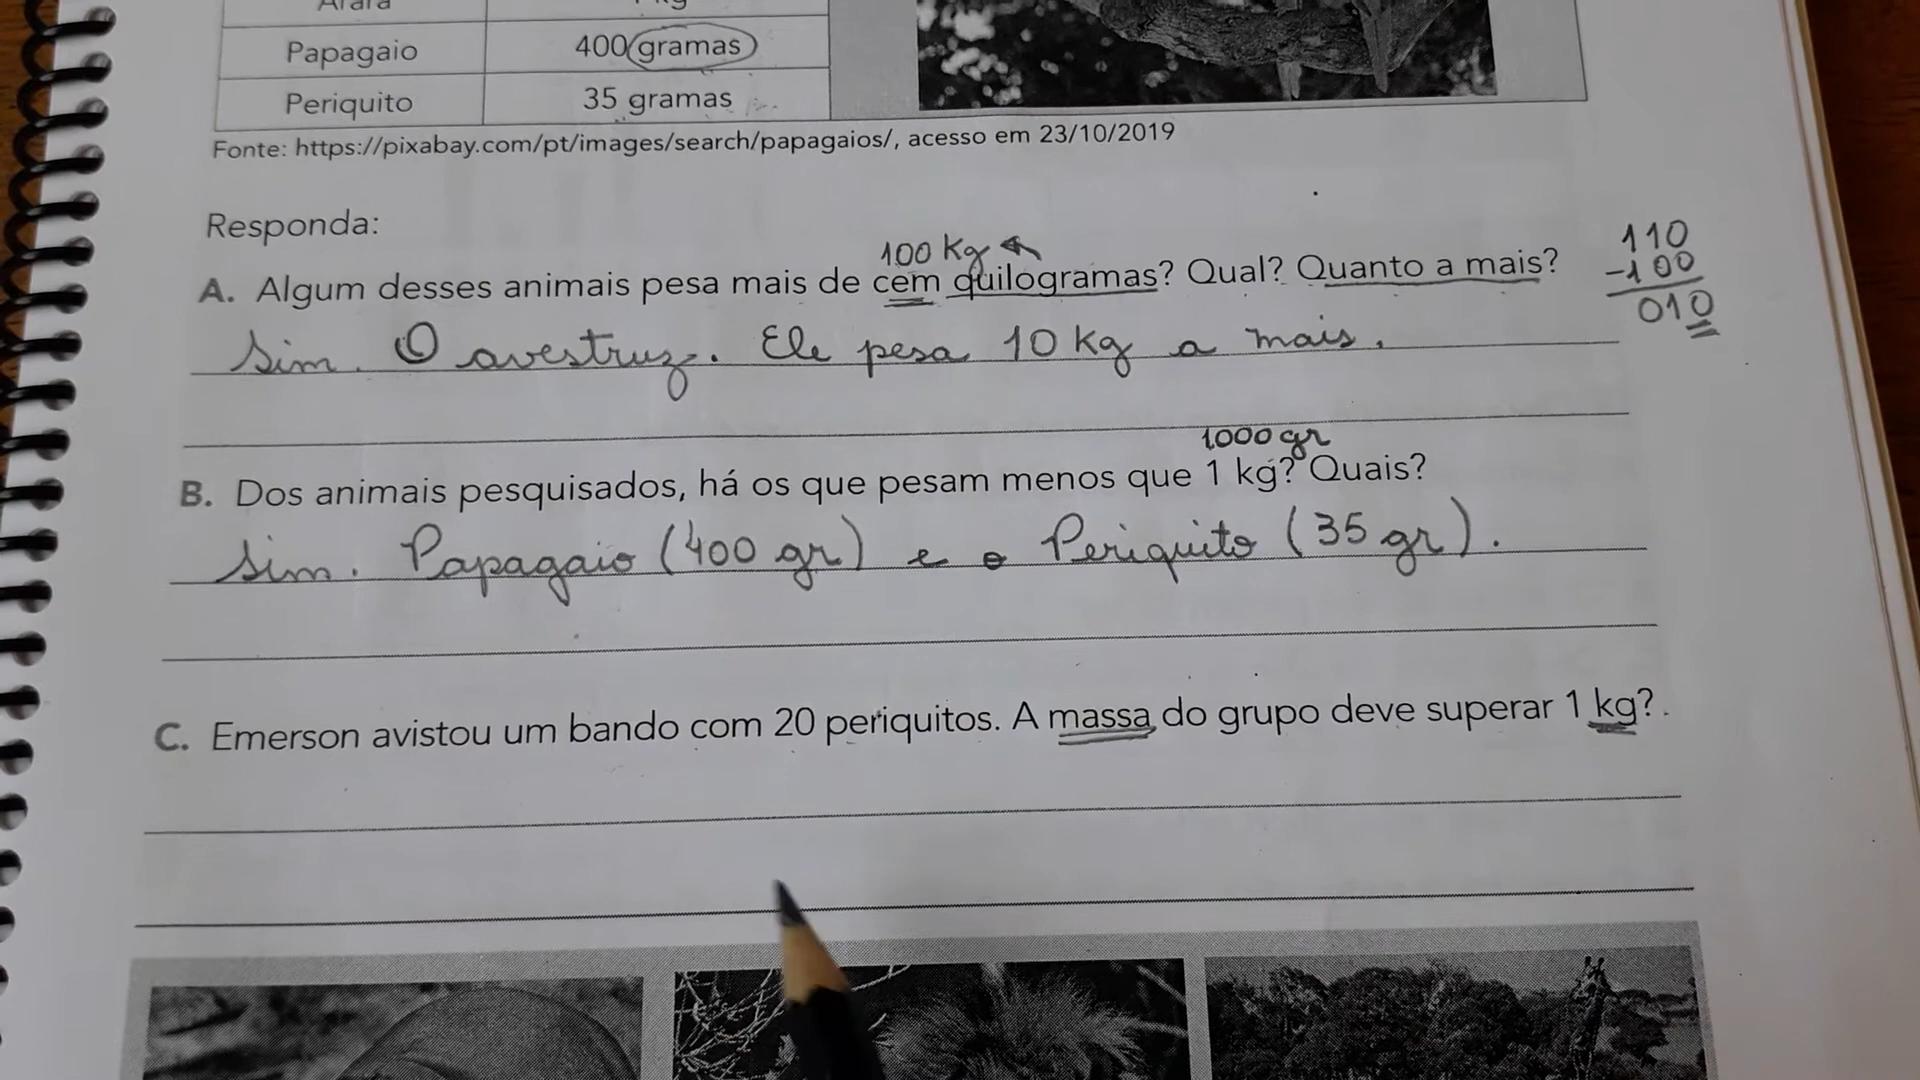 Arara kg
Papagaio 400 gramas
Periquito 35 gramas
Fonte: https://pixabay.com/pt/images/search/papagaios/, acesso em 23/10/2019
Responda:
100 Kg
A. Algum desses animais pesa mais de cem quilogramas? Qual? Quanto a mais?
110
-100
010
Sim. O avestruz. Ele pesa 10 kg a mais.
1000 gr
B. Dos animais pesquisados, há os que pesam menos que 1 kg? Quais?
Sim. Papagaio (400 gr) e o Periquito (35 gr).
C. Emerson avistou um bando com 20 periquitos. A massa do grupo deve superar 1 kg?